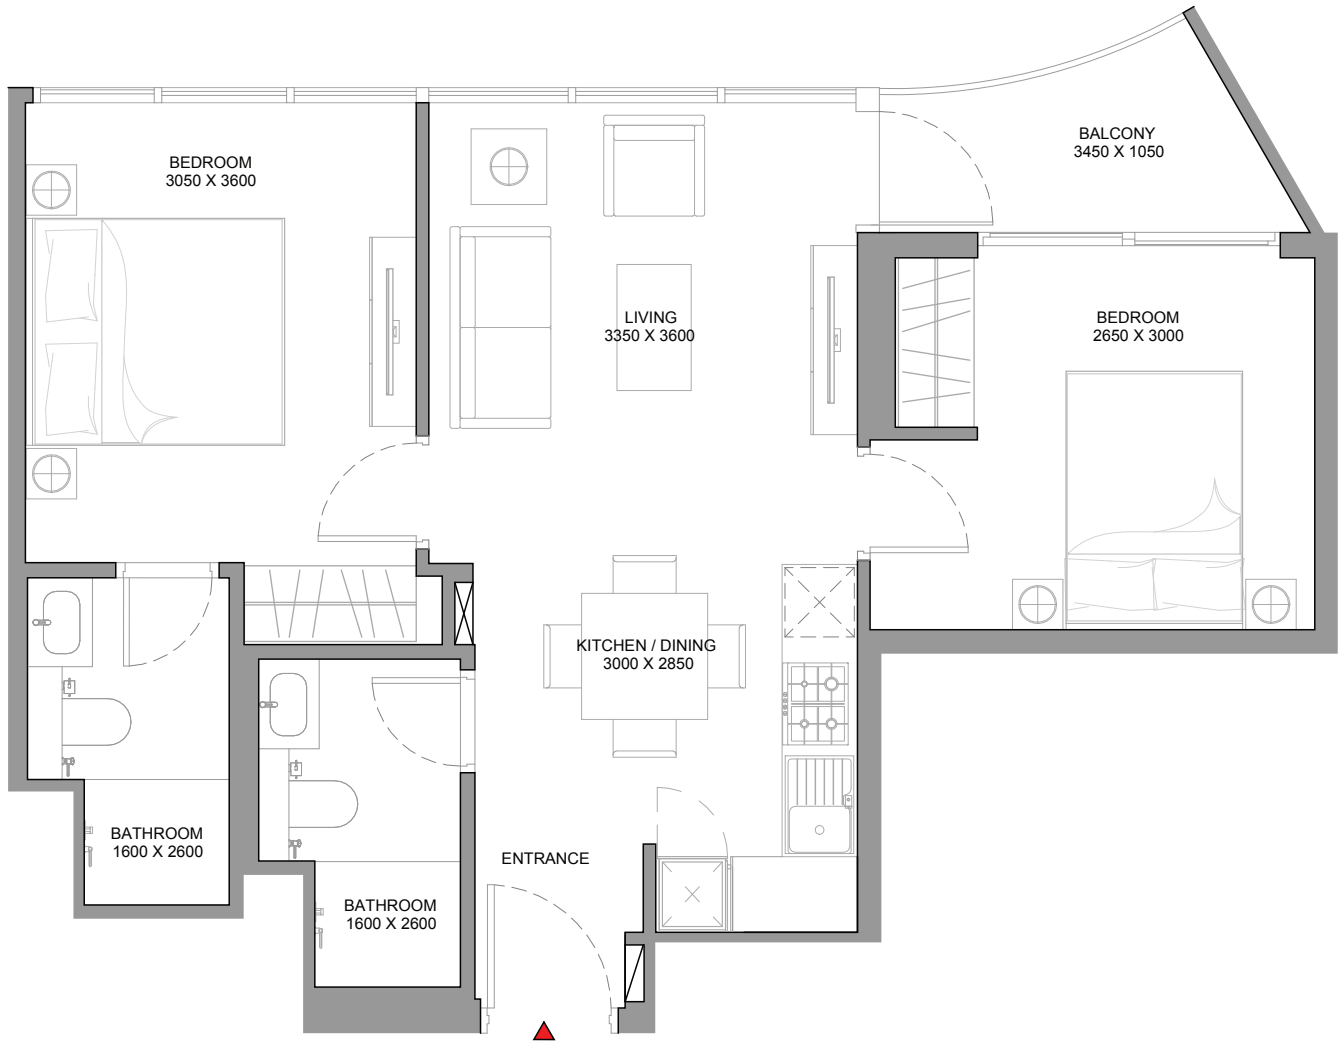 BALCONY
3450 X 1050
BEDROOM
3050 X 3600
LIVING
3350 X 3600
BEDROOM
2650 X 3000
KITCHEN / DINING
3000 X 2850
BATHROOM
1600 X 2600
ENTRANCE
BATHROOM
1600 X 2600